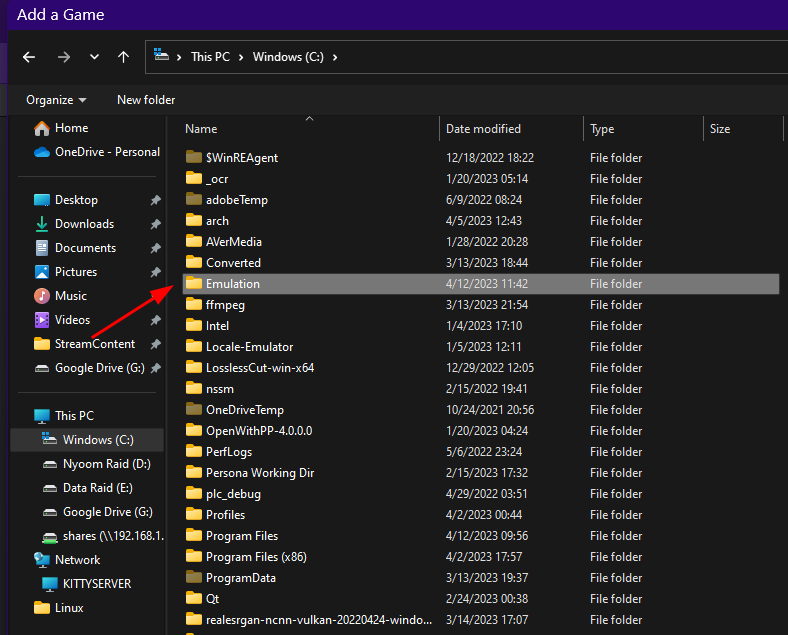 Add a Game
This PC > Windows (C:) >
Organize New folder
Name Date modified Type Size
Home
OneDrive - Personal
Desktop
Downloads
Documents
Pictures
Music
Videos
StreamContent
Google Drive (G:)
This PC
Windows (C:)
Nyoom Raid (D:)
Data Raid (E:)
Google Drive (G:)
shares (\\192.168.1.
Network
KITTYSERVER
Linux
$WinREAgent 12/18/2022 18:22 File folder
_ocr 1/20/2023 05:14 File folder
adobeTemp 6/9/2022 08:24 File folder
arch 4/5/2023 12:43 File folder
AVerMedia 1/28/2022 20:28 File folder
Converted 3/13/2023 18:44 File folder
Emulation 4/12/2023 11:42 File folder
ffmpeg 3/13/2023 21:54 File folder
Intel 1/4/2023 17:10 File folder
Locale-Emulator 1/5/2023 12:11 File folder
LosslessCut-win-x64 12/29/2022 12:05 File folder
nssm 2/15/2022 19:41 File folder
OneDriveTemp 10/24/2021 20:56 File folder
OpenWithPP-4.0.0.0 1/20/2023 04:24 File folder
PerfLogs 5/6/2022 23:24 File folder
Persona Working Dir 2/15/2023 17:32 File folder
plc_debug 4/29/2022 03:51 File folder
Profiles 4/2/2023 00:44 File folder
Program Files 4/12/2023 09:56 File folder
Program Files (x86) 4/2/2023 17:57 File folder
ProgramData 3/13/2023 19:37 File folder
Qt 2/24/2023 00:38 File folder
realesrgan-ncnn-vulkan-20220424-windo... 3/14/2023 17:07 File folder